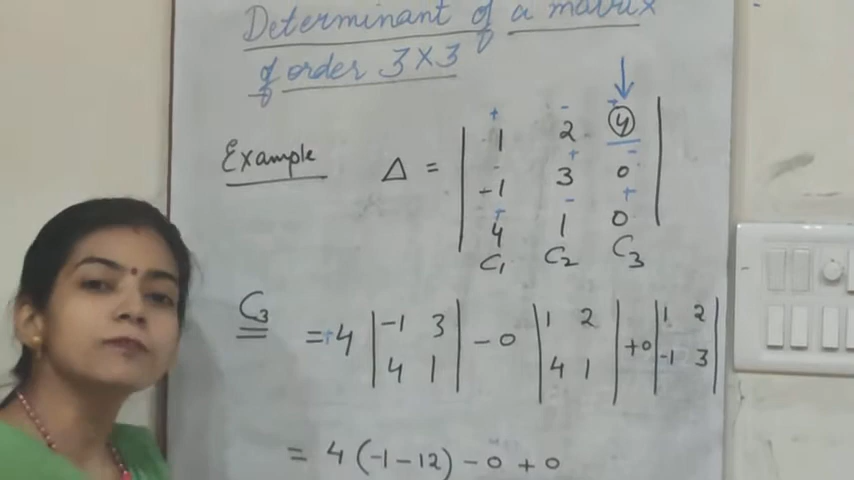 Determinant of a matrix
of order 3×3
Example Δ = | 1 2 4 |
| -1 3 0 |
| 4 1 0 |
C₁ C₂ C₃
C₃ = +4 | -1 3 | - 0 | 1 2 | + 0 | 1 2 |
| 4 1 | | 4 1 | | -1 3 |
= 4 (-1 - 12) - 0 + 0